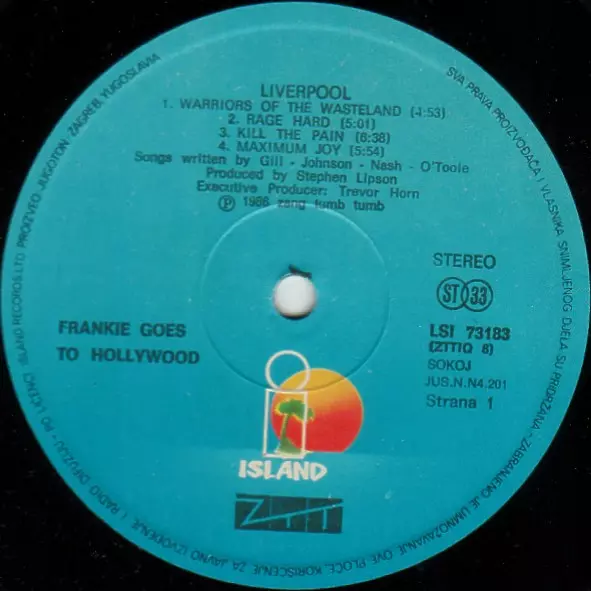 LIVERPOOL
1. WARRIORS OF THE WASTELAND (4:53)
2. RAGE HARD (5:01)
3. KILL THE PAIN (6:38)
4. MAXIMUM JOY (5:54)
Songs written by Gill - Johnson - Nash - O'Toole
Produced by Stephen Lipson
Executive Producer: Trevor Horn
Ⓟ 1986 zang tumb tumb
STEREO
ST 33
FRANKIE GOES
TO HOLLYWOOD
LSI 73183
(ZTTIQ 8)
SOKOJ
JUS.N.N4.201
Strana 1
ISLAND
ZTT
SVA PRAVA PROIZVOĐAČA I VLASNIKA SNIMLJENOG DJELA SU PRIDRŽANA - ZABRANJENO JE UMNOŽAVANJE OVE PLOČE, KORIŠĆENJE ZA JAVNO IZVOĐENJE I RADIO DIFUZIJU - PO LICENCI ISLAND RECORDS LTD PROIZVEO JUGOTON ZAGREB, YUGOSLAVIA